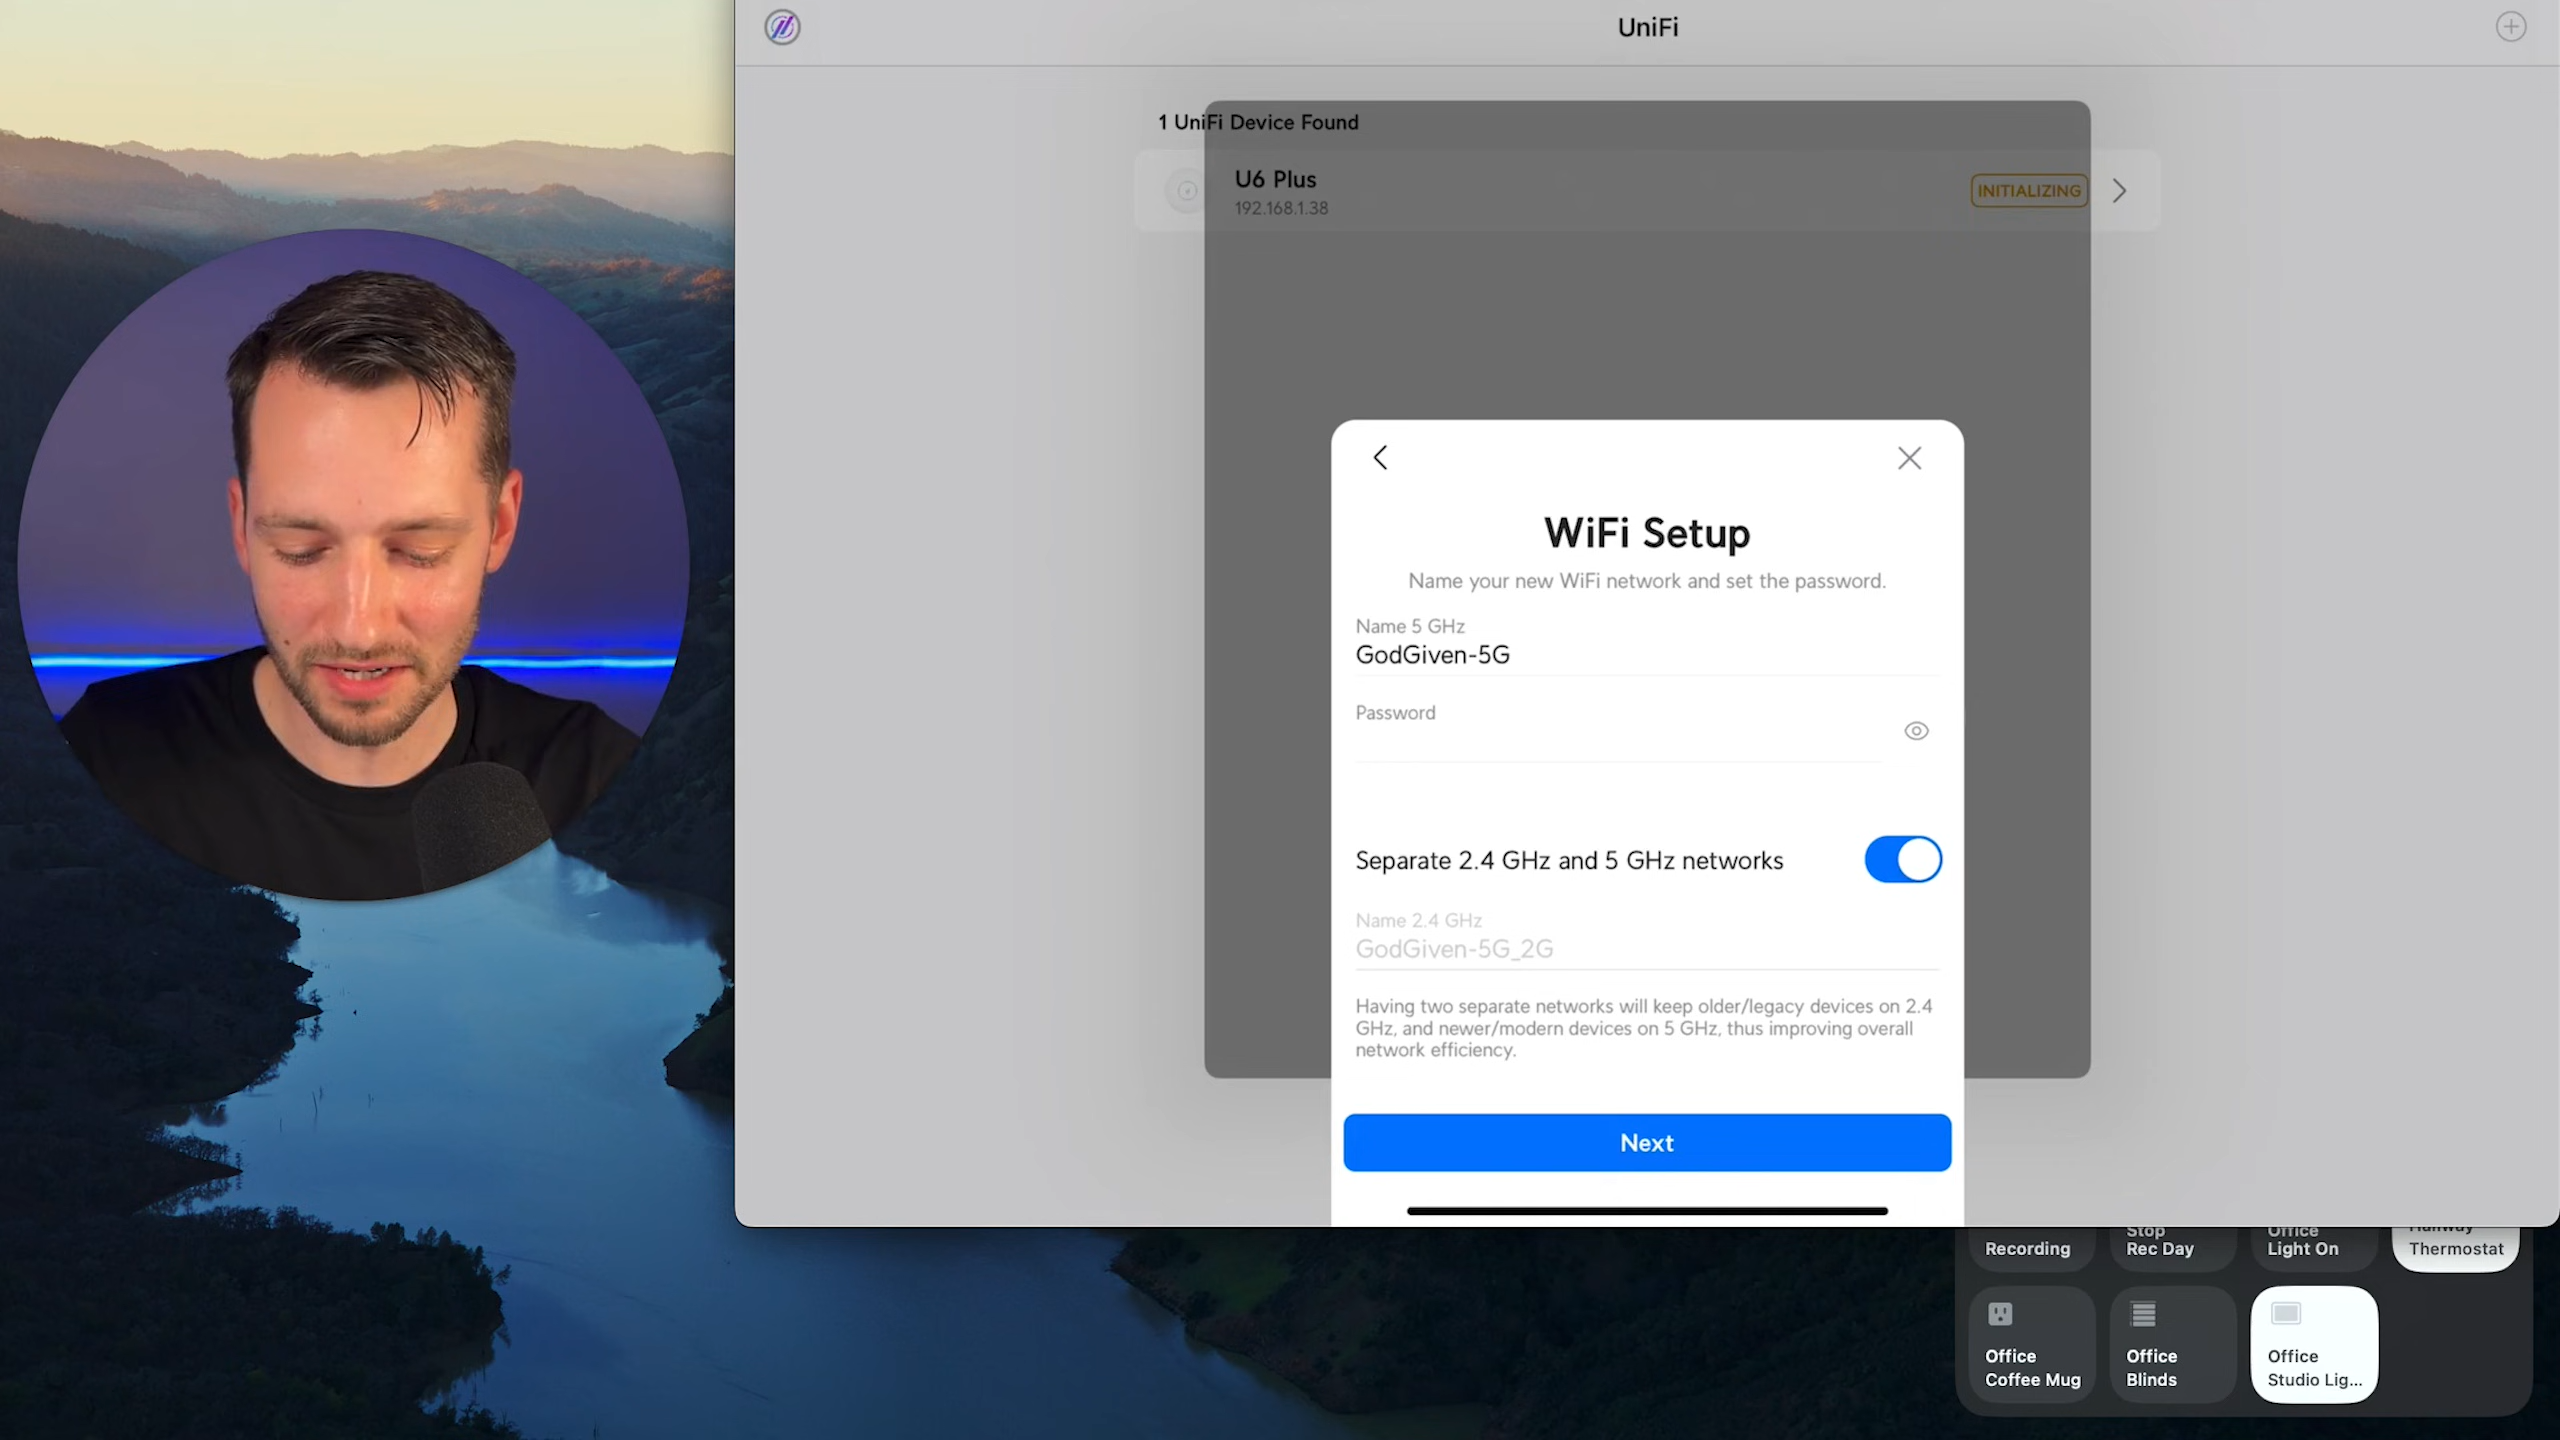 UniFi
1 UniFi Device Found
U6 Plus
192.168.1.38
INITIALIZING
WiFi Setup
Name your new WiFi network and set the password.
Name 5 GHz
GodGiven-5G
Password
Separate 2.4 GHz and 5 GHz networks
Name 2.4 GHz
GodGiven-5G_2G
Having two separate networks will keep older/legacy devices on 2.4
GHz, and newer/modern devices on 5 GHz, thus improving overall
network efficiency.
Next
Recording
Stop
Rec Day
Office
Light On
Hallway
Thermostat
Office
Coffee Mug
Office
Blinds
Office
Studio Lig...